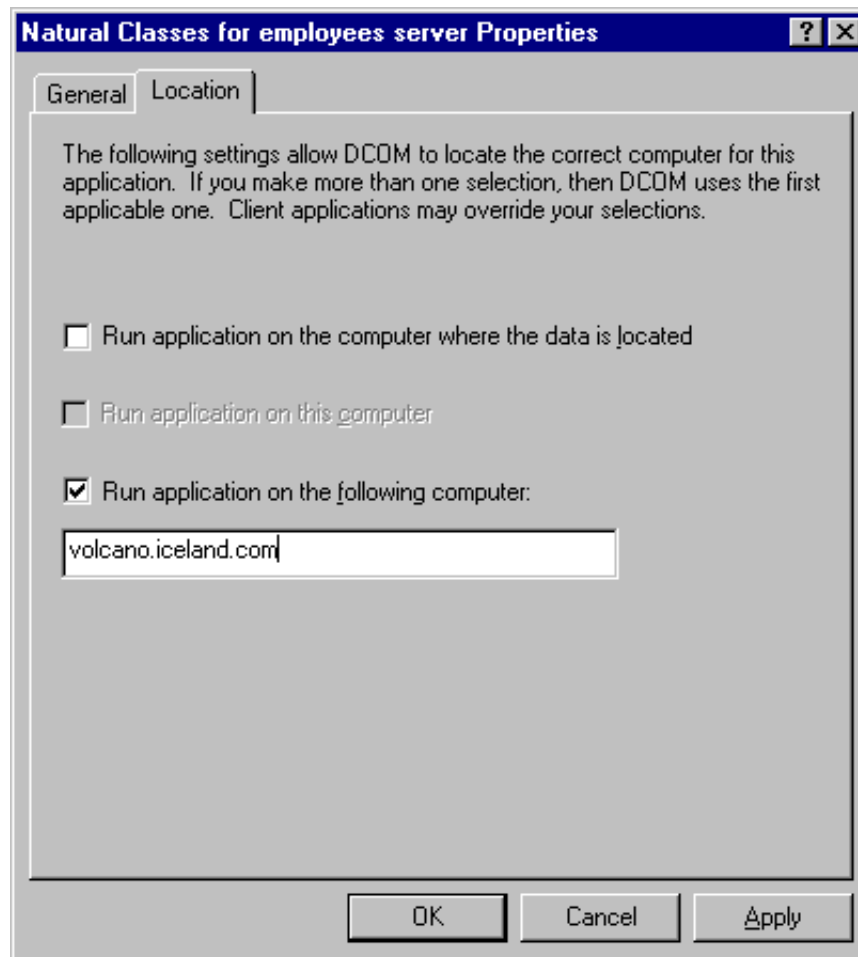 Natural Classes for employees server Properties
General
Location
The following settings allow DCOM to locate the correct computer for this
application. If you make more than one selection, then DCOM uses the first
applicable one. Client applications may override your selections.
Run application on the computer where the data is located
Run application on this computer
Run application on the following computer:
volcano.iceland.com
OK
Cancel
Apply